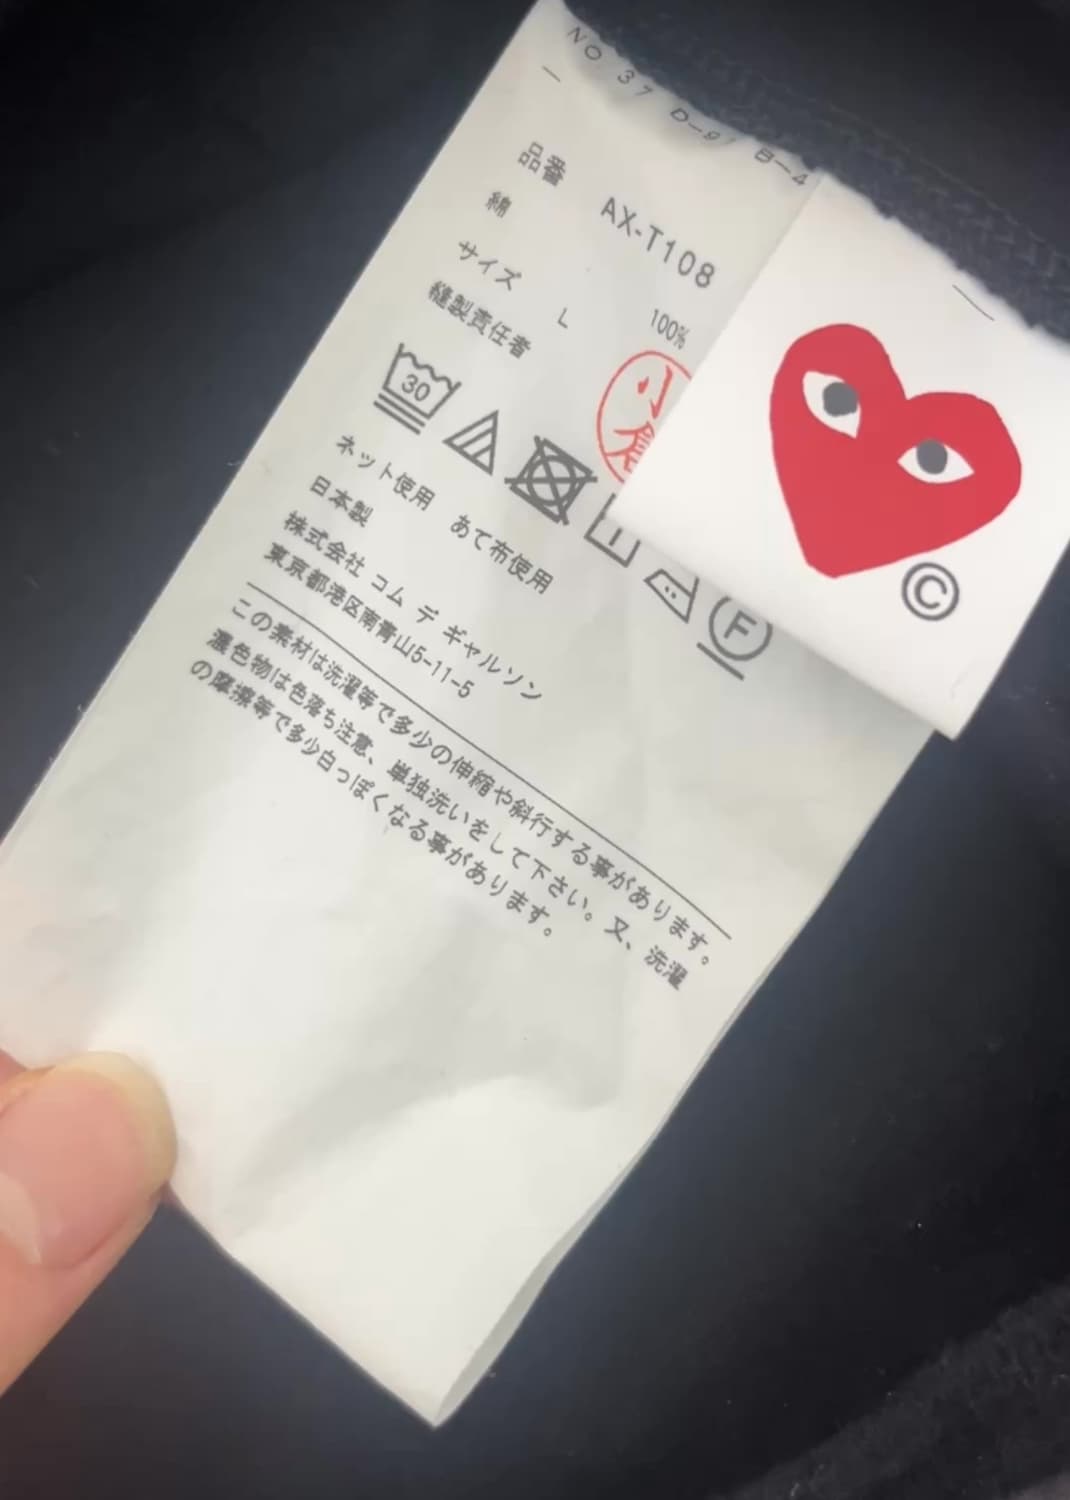 NO 37 D-91 B-4
品番 AX-T108
綿 100%
サイズ L
縫製責任者 小倉
30
F
ネット使用 あて布使用
日本製
株式会社 コム デ ギャルソン
東京都港区南青山5-11-5
この素材は洗濯等で多少の伸縮や斜行する事があります。
濃色物は色落ち注意、単独洗いをして下さい。又、洗濯
の摩擦等で多少白っぽくなる事があります。
©